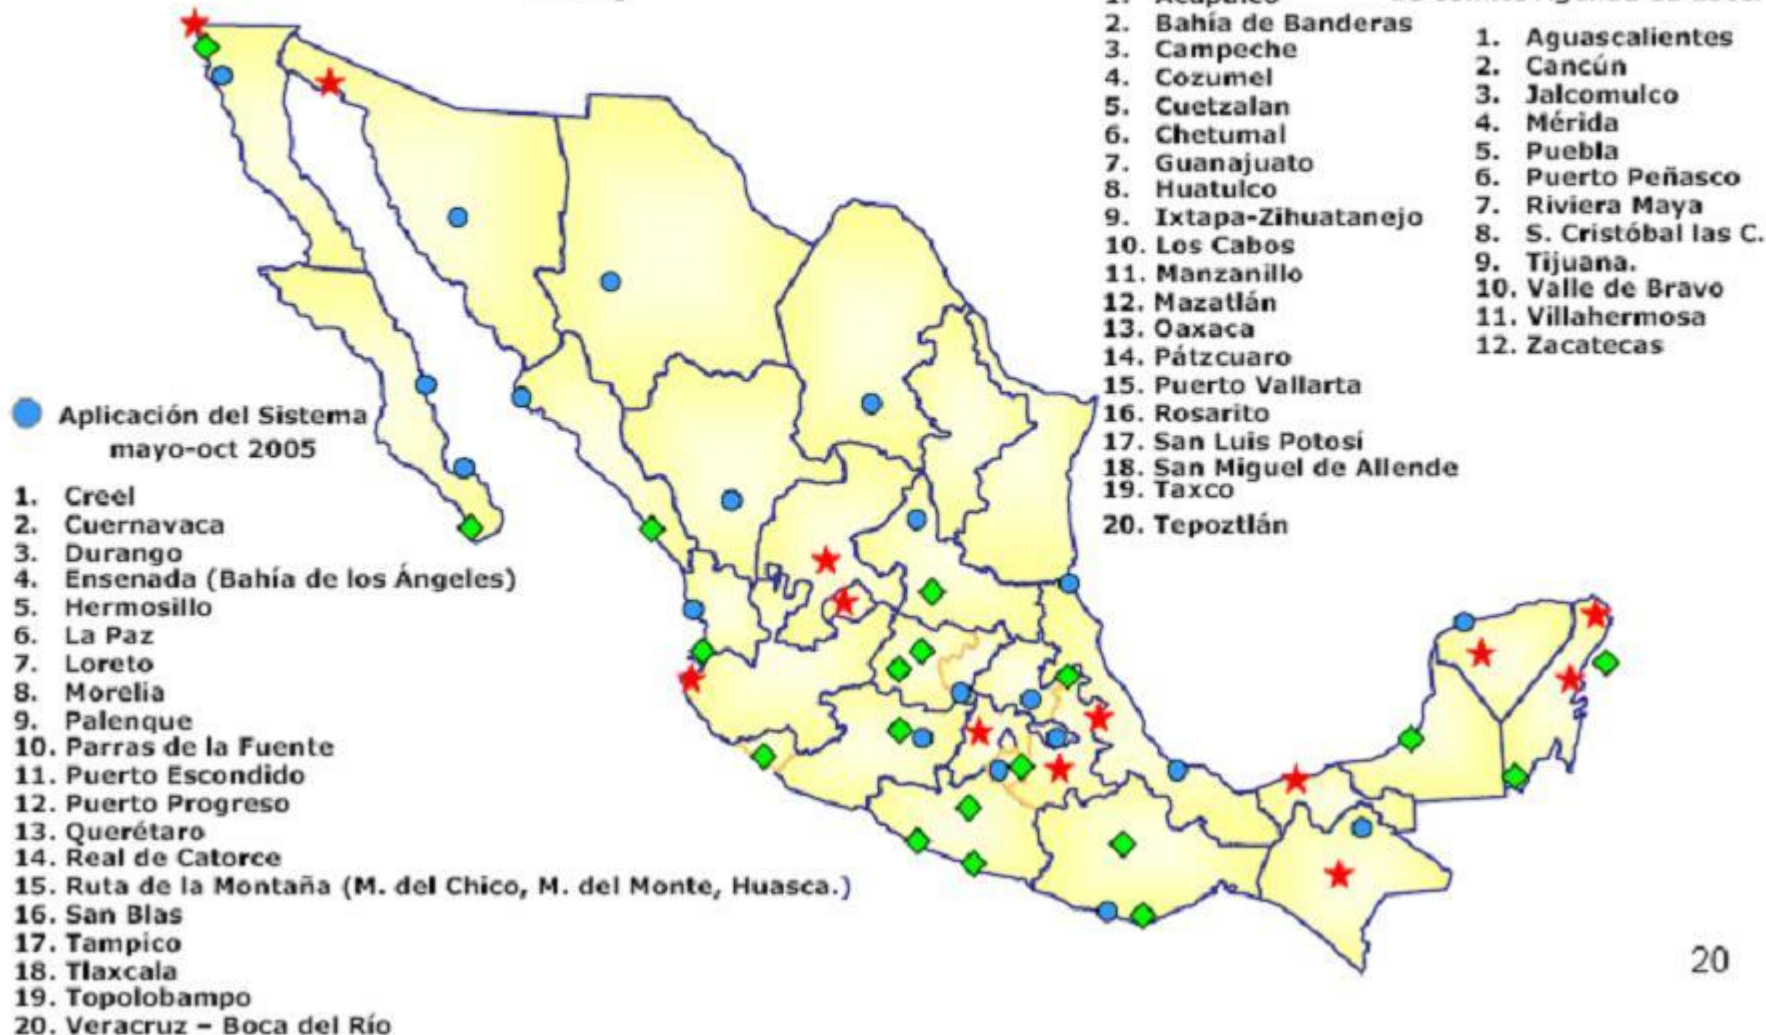 2. Bahía de Banderas
3. Campeche
4. Cozumel
5. Cuetzalan
6. Chetumal
7. Guanajuato
8. Huatulco
9. Ixtapa-Zihuatanejo
10. Los Cabos
11. Manzanillo
12. Mazatlán
13. Oaxaca
14. Pátzcuaro
15. Puerto Vallarta
16. Rosarito
17. San Luis Potosí
18. San Miguel de Allende
19. Taxco
20. Tepoztlán
1. Aguascalientes
2. Cancún
3. Jalcomulco
4. Mérida
5. Puebla
6. Puerto Peñasco
7. Riviera Maya
8. S. Cristóbal las C.
9. Tijuana.
10. Valle de Bravo
11. Villahermosa
12. Zacatecas
Aplicación del Sistema
mayo-oct 2005
1. Creel
2. Cuernavaca
3. Durango
4. Ensenada (Bahía de los Ángeles)
5. Hermosillo
6. La Paz
7. Loreto
8. Morelia
9. Palenque
10. Parras de la Fuente
11. Puerto Escondido
12. Puerto Progreso
13. Querétaro
14. Real de Catorce
15. Ruta de la Montaña (M. del Chico, M. del Monte, Huasca.)
16. San Blas
17. Tampico
18. Tlaxcala
19. Topolobampo
20. Veracruz – Boca del Río
20